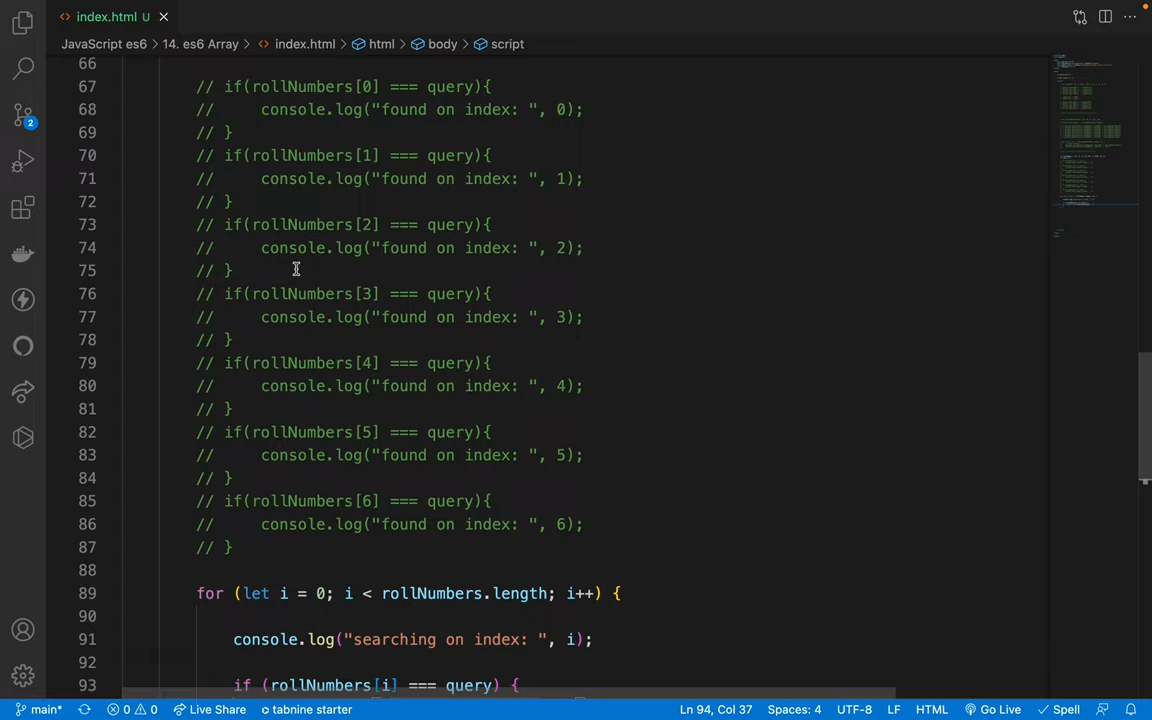 index.html U
JavaScript es6 > 14. es6 Array > index.html > html > body > script
66
67 // if(rollNumbers[0] === query){
68 //     console.log("found on index: ", 0);
69 // }
70 // if(rollNumbers[1] === query){
71 //     console.log("found on index: ", 1);
72 // }
73 // if(rollNumbers[2] === query){
74 //     console.log("found on index: ", 2);
75 // }
76 // if(rollNumbers[3] === query){
77 //     console.log("found on index: ", 3);
78 // }
79 // if(rollNumbers[4] === query){
80 //     console.log("found on index: ", 4);
81 // }
82 // if(rollNumbers[5] === query){
83 //     console.log("found on index: ", 5);
84 // }
85 // if(rollNumbers[6] === query){
86 //     console.log("found on index: ", 6);
87 // }
88
89 for (let i = 0; i < rollNumbers.length; i++) {
90
91     console.log("searching on index: ", i);
92
93     if (rollNumbers[i] === query) {
2
main* 0 0 Live Share tabnine starter Ln 94, Col 37 Spaces: 4 UTF-8 LF HTML Go Live Spell